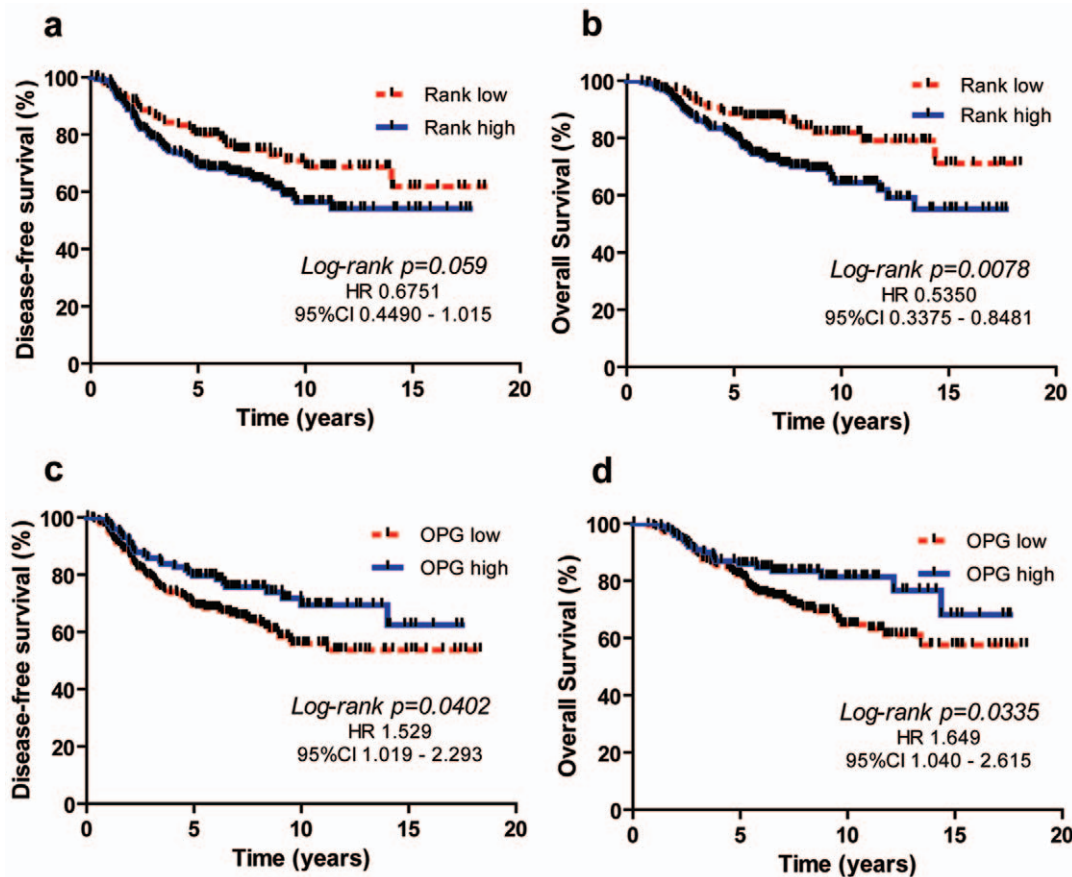 a
Disease-free survival (%)
100
80
60
40
20
0
Rank low
Rank high
Log-rank p=0.059
HR 0.6751
95%CI 0.4490 - 1.015
0 5 10 15 20
Time (years)
b
Overall Survival (%)
100
80
60
40
20
0
Rank low
Rank high
Log-rank p=0.0078
HR 0.5350
95%CI 0.3375 - 0.8481
0 5 10 15 20
Time (years)
c
Disease-free survival (%)
100
80
60
40
20
0
OPG low
OPG high
Log-rank p=0.0402
HR 1.529
95%CI 1.019 - 2.293
0 5 10 15 20
Time (years)
d
Overall Survival (%)
100
80
60
40
20
0
OPG low
OPG high
Log-rank p=0.0335
HR 1.649
95%CI 1.040 - 2.615
0 5 10 15 20
Time (years)